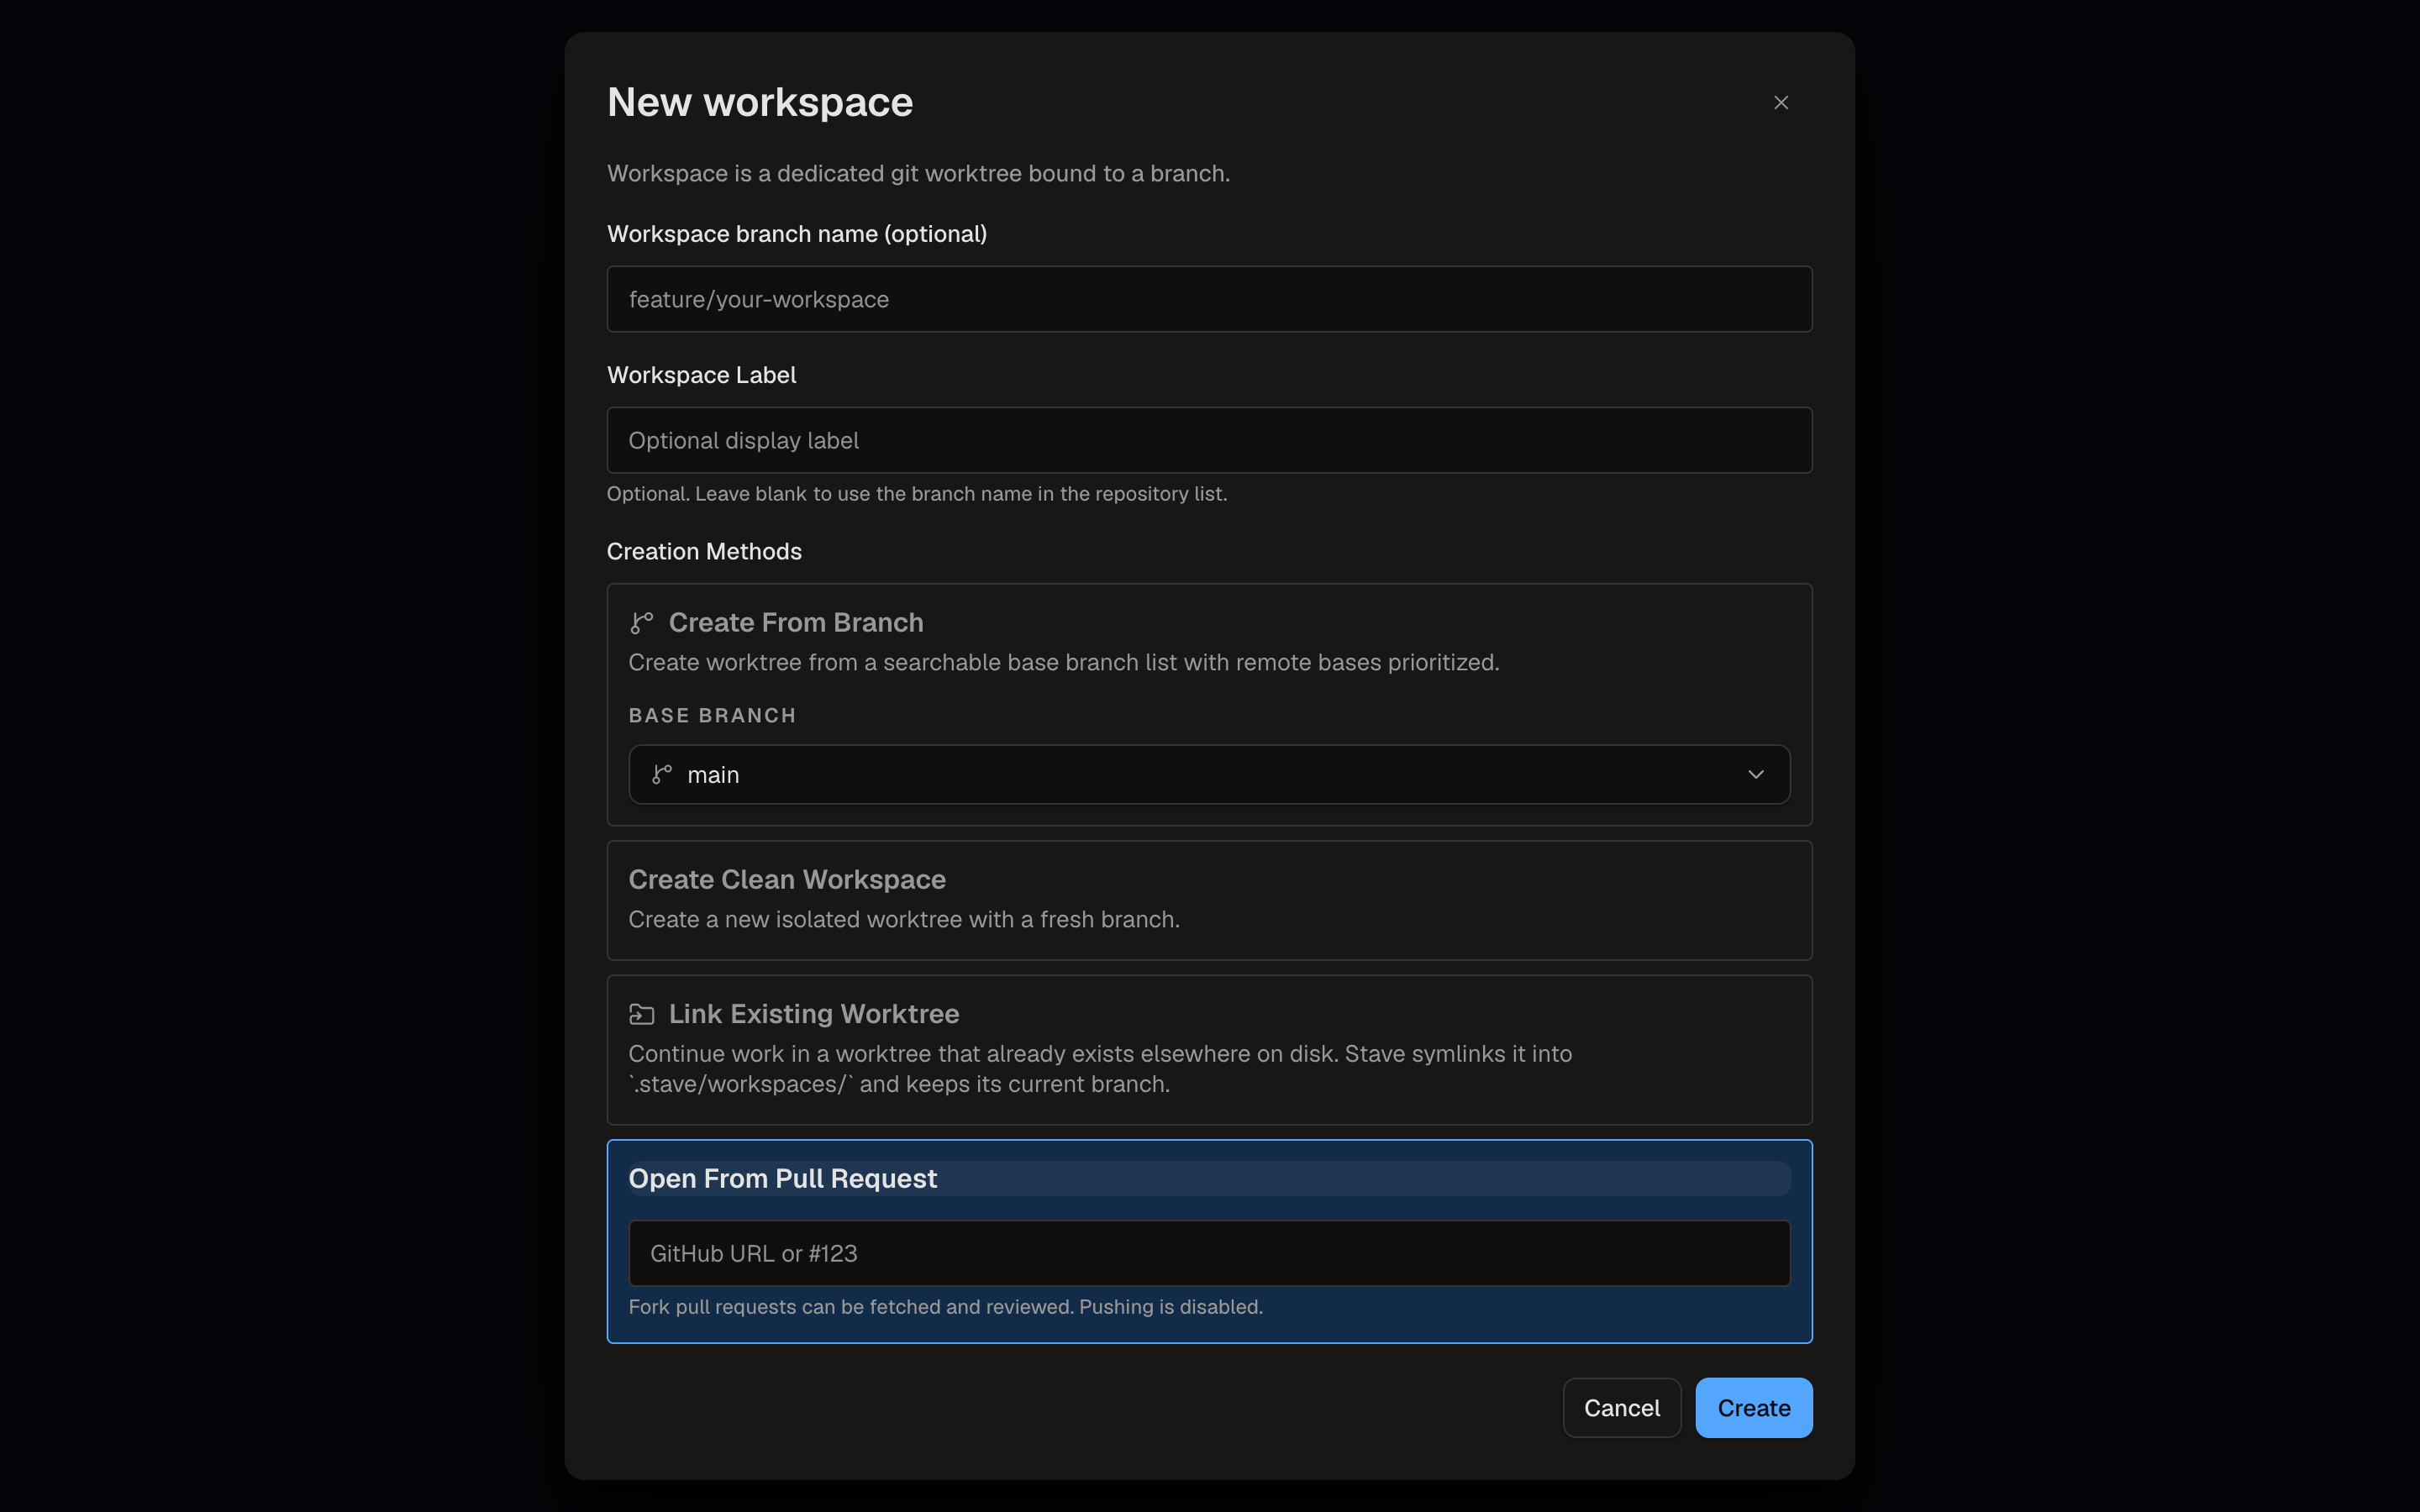 New workspace
Workspace is a dedicated git worktree bound to a branch.
Workspace branch name (optional)
feature/your-workspace
Workspace Label
Optional display label
Optional. Leave blank to use the branch name in the repository list.
Creation Methods
Create From Branch
Create worktree from a searchable base branch list with remote bases prioritized.
BASE BRANCH
main
Create Clean Workspace
Create a new isolated worktree with a fresh branch.
Link Existing Worktree
Continue work in a worktree that already exists elsewhere on disk. Stave symlinks it into
`.stave/workspaces/` and keeps its current branch.
Open From Pull Request
GitHub URL or #123
Fork pull requests can be fetched and reviewed. Pushing is disabled.
Cancel
Create